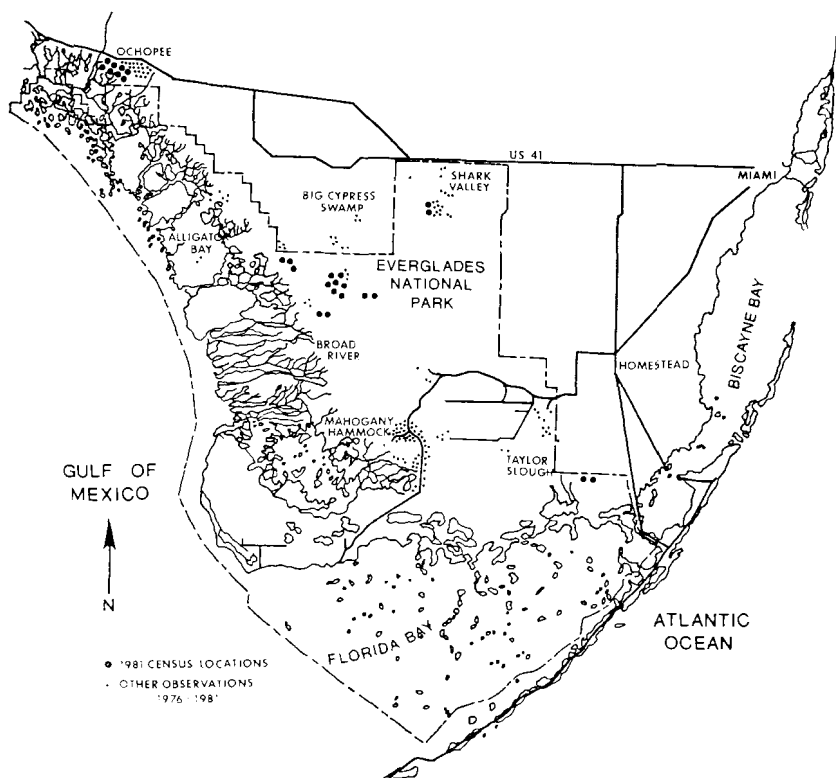 OCHOPEE
US 41
SHARK
VALLEY
MIAMI
BIG CYPRESS
SWAMP
ALLIGATOR
BAY
EVERGLADES
NATIONAL
PARK
BISCAYNE BAY
BROAD
RIVER
HOMESTEAD
MAHOGANY
HAMMOCK
TAYLOR
SLOUGH
GULF OF
MEXICO
N
ATLANTIC
OCEAN
FLORIDA BAY
1981 CENSUS LOCATIONS
OTHER OBSERVATIONS
1976-1981